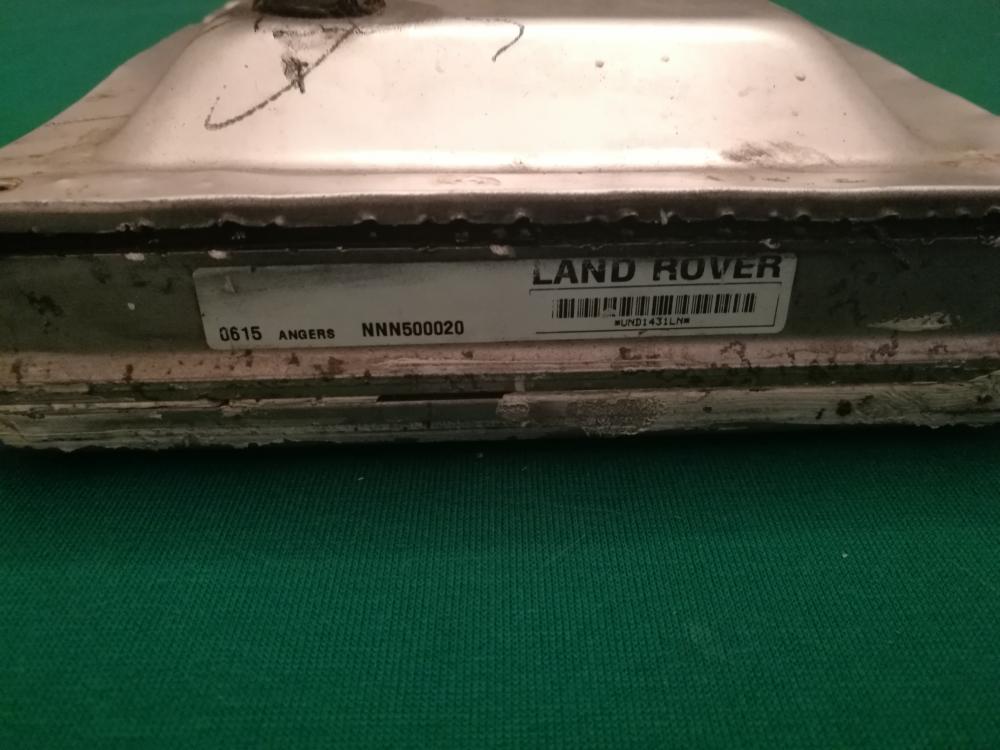 LAND ROVER
*UND1431LN*
0615 ANGERS NNN500020